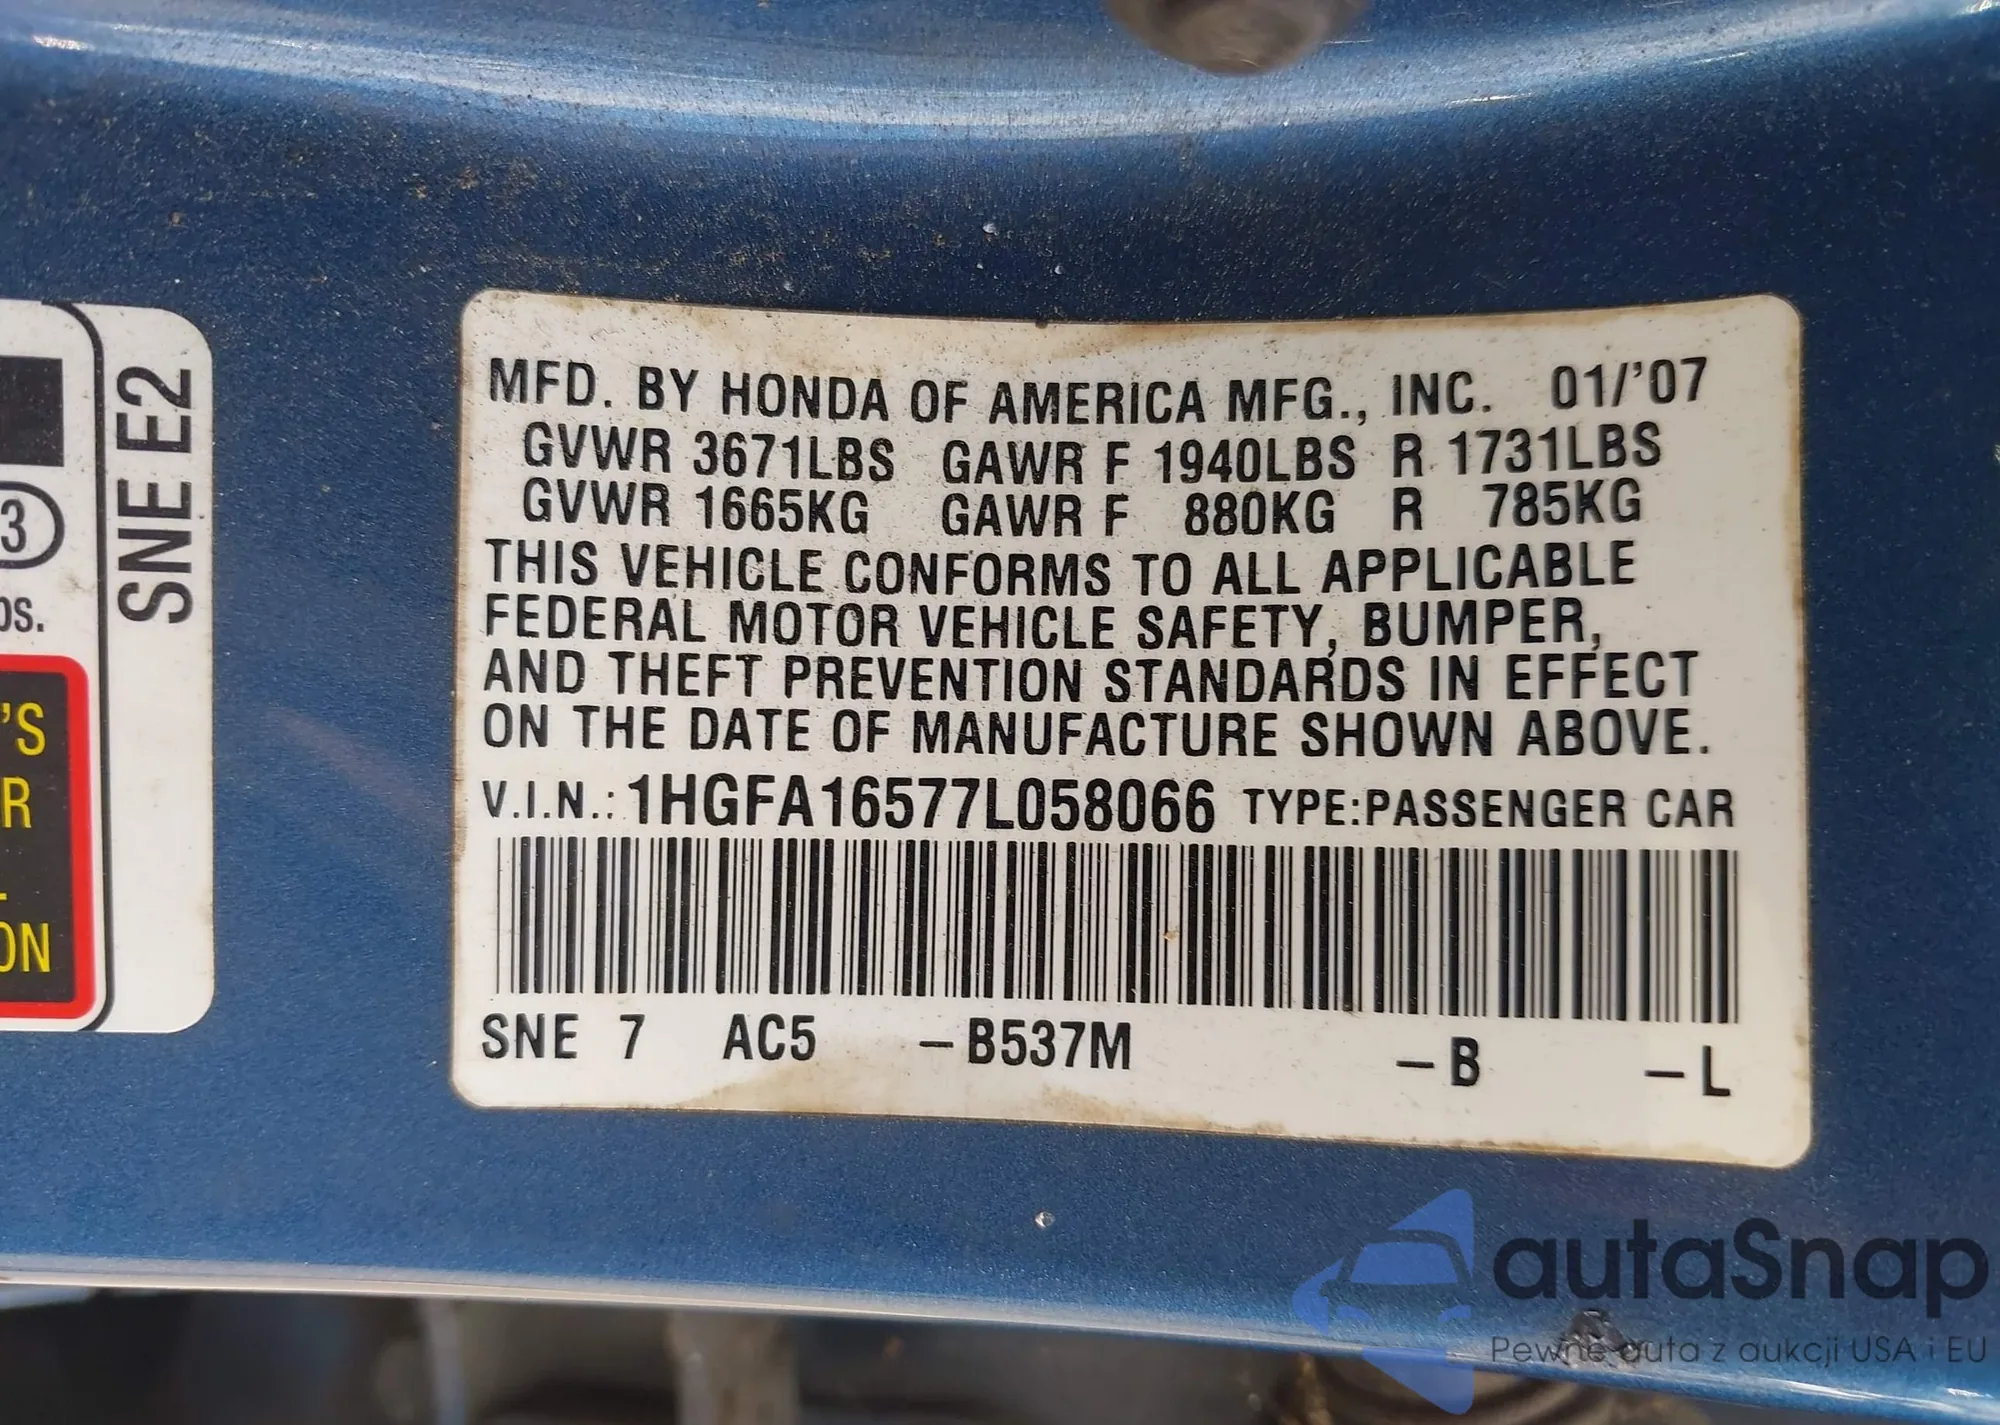 SNE E2
3
OS.
'S
R
L
ON
MFD. BY HONDA OF AMERICA MFG., INC. 01/'07
GVWR 3671LBS GAWR F 1940LBS R 1731LBS
GVWR 1665KG GAWR F 880KG R 785KG
THIS VEHICLE CONFORMS TO ALL APPLICABLE
FEDERAL MOTOR VEHICLE SAFETY, BUMPER,
AND THEFT PREVENTION STANDARDS IN EFFECT
ON THE DATE OF MANUFACTURE SHOWN ABOVE.
V.I.N.: 1HGFA16577L058066 TYPE:PASSENGER CAR
SNE 7 AC5 –B537M –B –L
autaSnap
Pewne auta z aukcji USA i EU